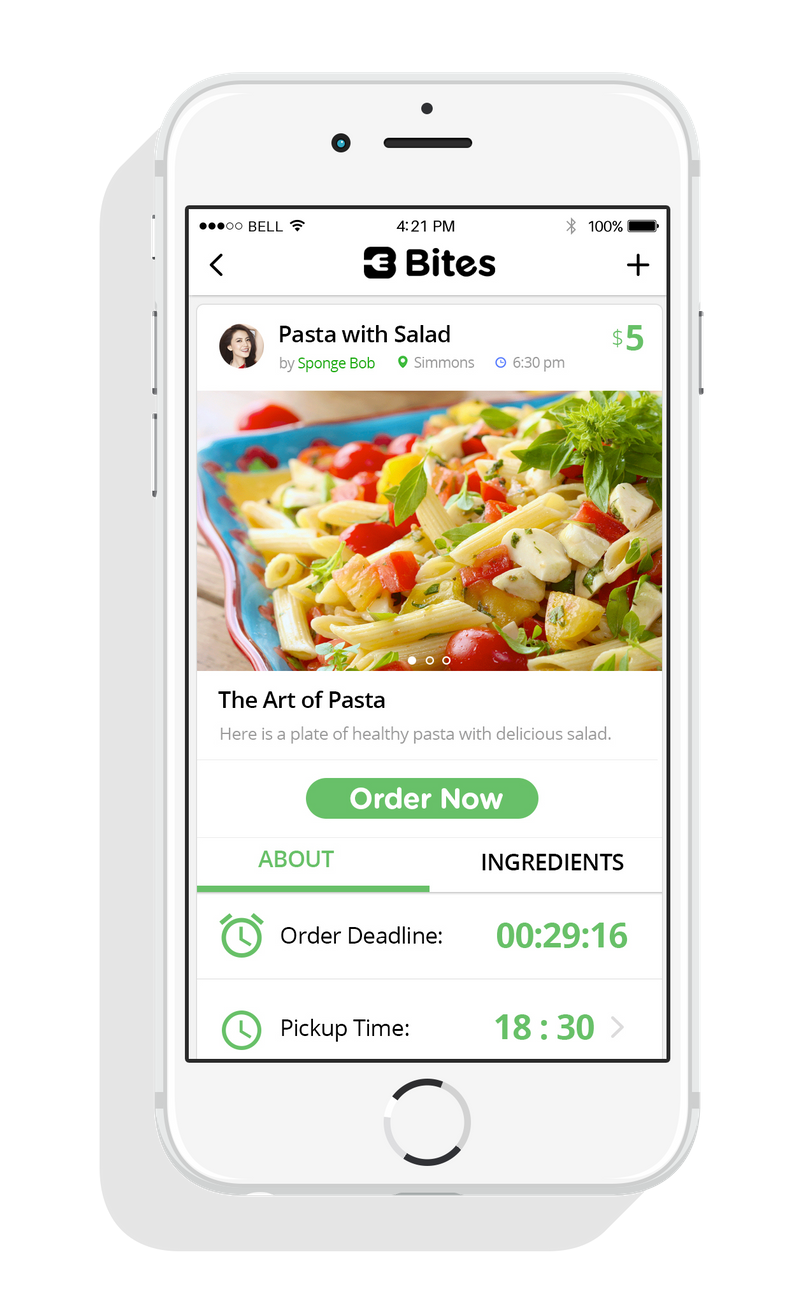 BELL 4:21 PM 100%
3 Bites
Pasta with Salad $5
by Sponge Bob Simmons 6:30 pm
The Art of Pasta
Here is a plate of healthy pasta with delicious salad.
Order Now
ABOUT INGREDIENTS
Order Deadline: 00:29:16
Pickup Time: 18 : 30